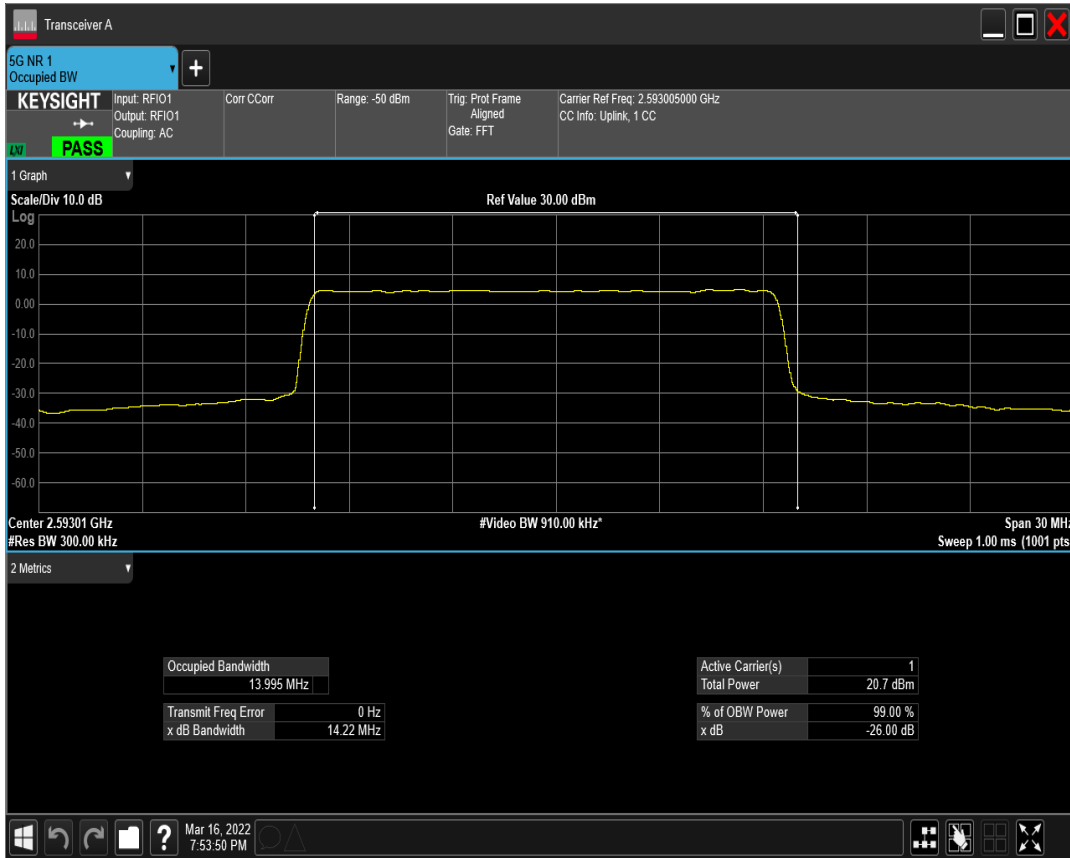 Transceiver A
5G NR 1
Occupied BW
KEYSIGHT
Input: RFIO1
Output: RFIO1
Coupling: AC
Corr CCorr
Range: -50 dBm
Trig: Prot Frame
Aligned
Gate: FFT
Carrier Ref Freq: 2.593005000 GHz
CC Info: Uplink, 1 CC
LXI
PASS
1 Graph
Scale/Div 10.0 dB
Ref Value 30.00 dBm
Log
20.0
10.0
0.00
-10.0
-20.0
-30.0
-40.0
-50.0
-60.0
Center 2.59301 GHz
#Video BW 910.00 kHz*
Span 30 MHz
#Res BW 300.00 kHz
Sweep 1.00 ms (1001 pts
2 Metrics
Occupied Bandwidth
13.995 MHz
Transmit Freq Error 0 Hz
x dB Bandwidth 14.22 MHz
Active Carrier(s) 1
Total Power 20.7 dBm
% of OBW Power 99.00 %
x dB -26.00 dB
?
Mar 16, 2022
7:53:50 PM